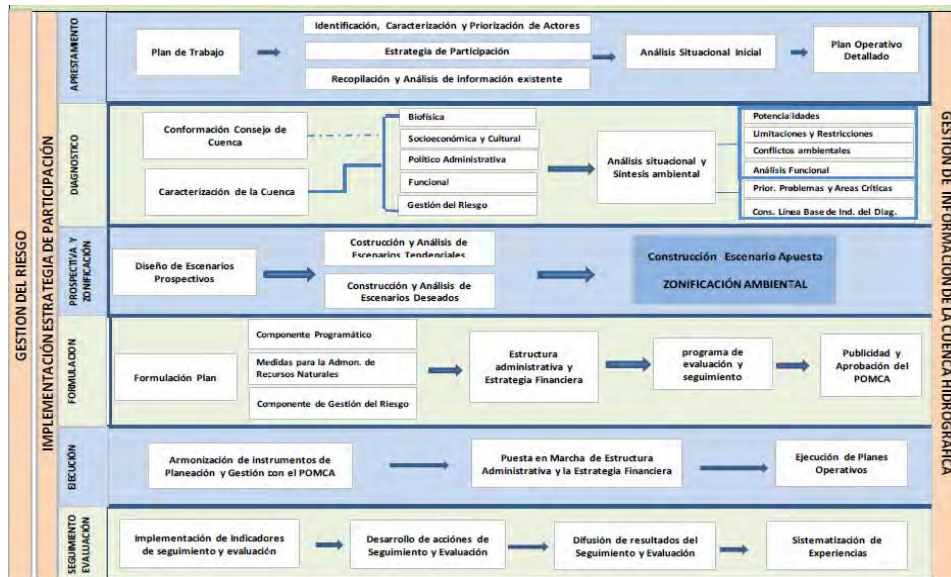 GESTION DEL RIESGO
IMPLEMENTACIÓN ESTRATEGIA DE PARTICIPACIÓN
APRESTAMIENTO
Plan de Trabajo
Identificación, Caracterización y Priorización de Actores
Estrategia de Participación
Recopilación y Análisis de información existente
Análisis Situacional Inicial
Plan Operativo
Detallado
DIAGNOSTICO
Conformación Consejo de
Cuenca
Caracterización de la Cuenca
Biofísica
Socioeconómica y Cultural
Político Administrativa
Funcional
Gestión del Riesgo
Análisis situacional y
Síntesis ambiental
Potencialidades
Limitaciones y Restricciones
Conflictos ambientales
Análisis Funcional
Prior. Problemas y Areas Críticas
Cons. Línea Base de Ind. del Diag.
PROSPECTIVA Y
ZONIFICACIÓN
Diseño de Escenarios
Prospectivos
Costrucción y Análisis de
Escenarios Tendenciales
Construcción y Análisis de
Escenarios Deseados
Construcción Escenario Apuesta
ZONIFICACIÓN AMBIENTAL
FORMULACION
Formulación Plan
Componente Programático
Medidas para la Admon. de
Recursos Naturales
Componente de Gestión del Riesgo
Estructura
administrativa y
Estrategia Financiera
programa de
evaluación y
seguimiento
Publicidad y
Aprobación del
POMCA
EJECUCIÓN
Armonización de instrumentos de
Planeación y Gestión con el POMCA
Puesta en Marcha de Estructura
Administrativa y la Estrategia Financiera
Ejecución de Planes
Operativos
SEGUIMIENTO
EVALUACIÓN
Implementación de Indicadores
de seguimiento y evaluación
Desarrollo de acciónes de
Seguimiento y Evaluación
Difusión de resultados del
Seguimiento y Evaluación
Sistematización de
Experiencias
GESTIÓN DE INFORMACION DE LA CUENCA HIDROGRAFICA